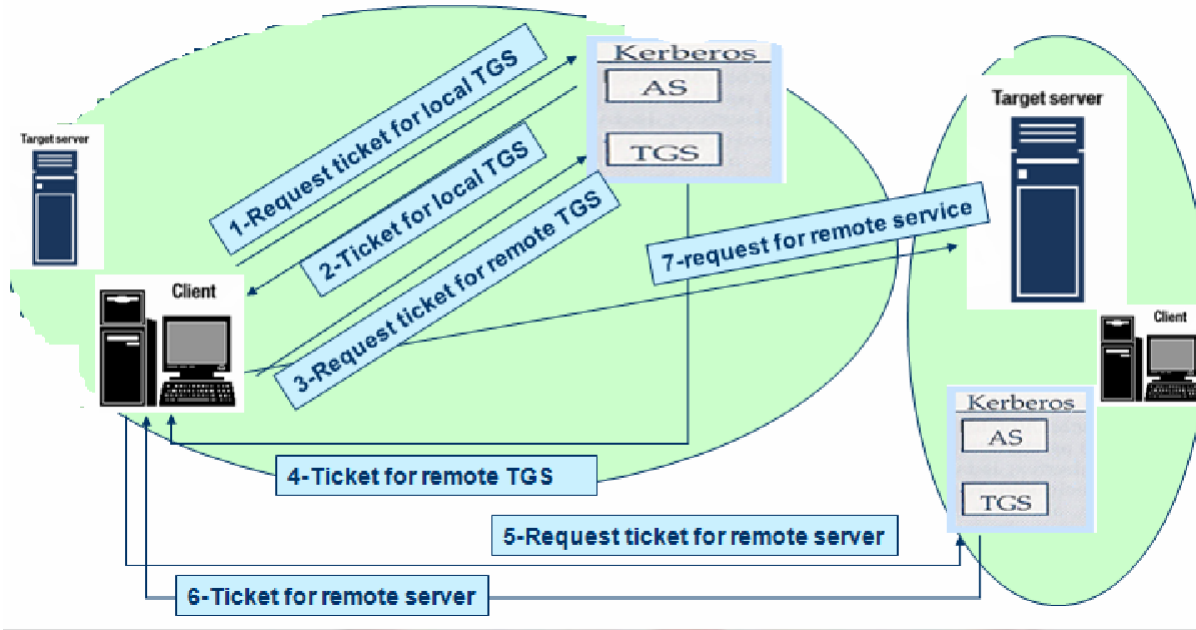 Kerberos
AS
TGS
1-Request ticket for local TGS
2-Ticket for local TGS
3-Request ticket for remote TGS
Target server
Client
7-request for remote service
Target server
Client
Kerberos
AS
TGS
4-Ticket for remote TGS
5-Request ticket for remote server
6-Ticket for remote server